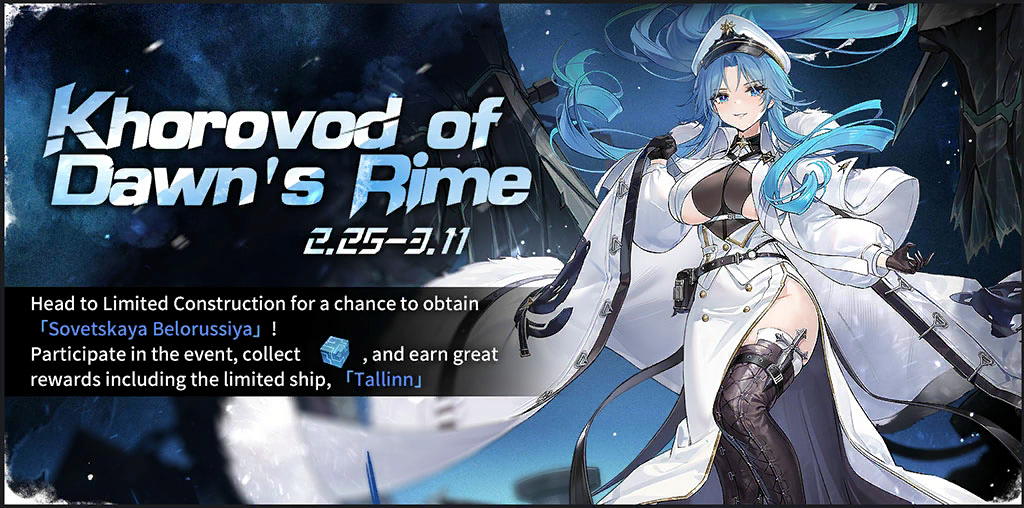 Khorovod of
Dawn's Rime
2.25-3.11
Head to Limited Construction for a chance to obtain
「Sovetskaya Belorussiya」!
Participate in the event, collect , and earn great
rewards including the limited ship, 「Tallinn」